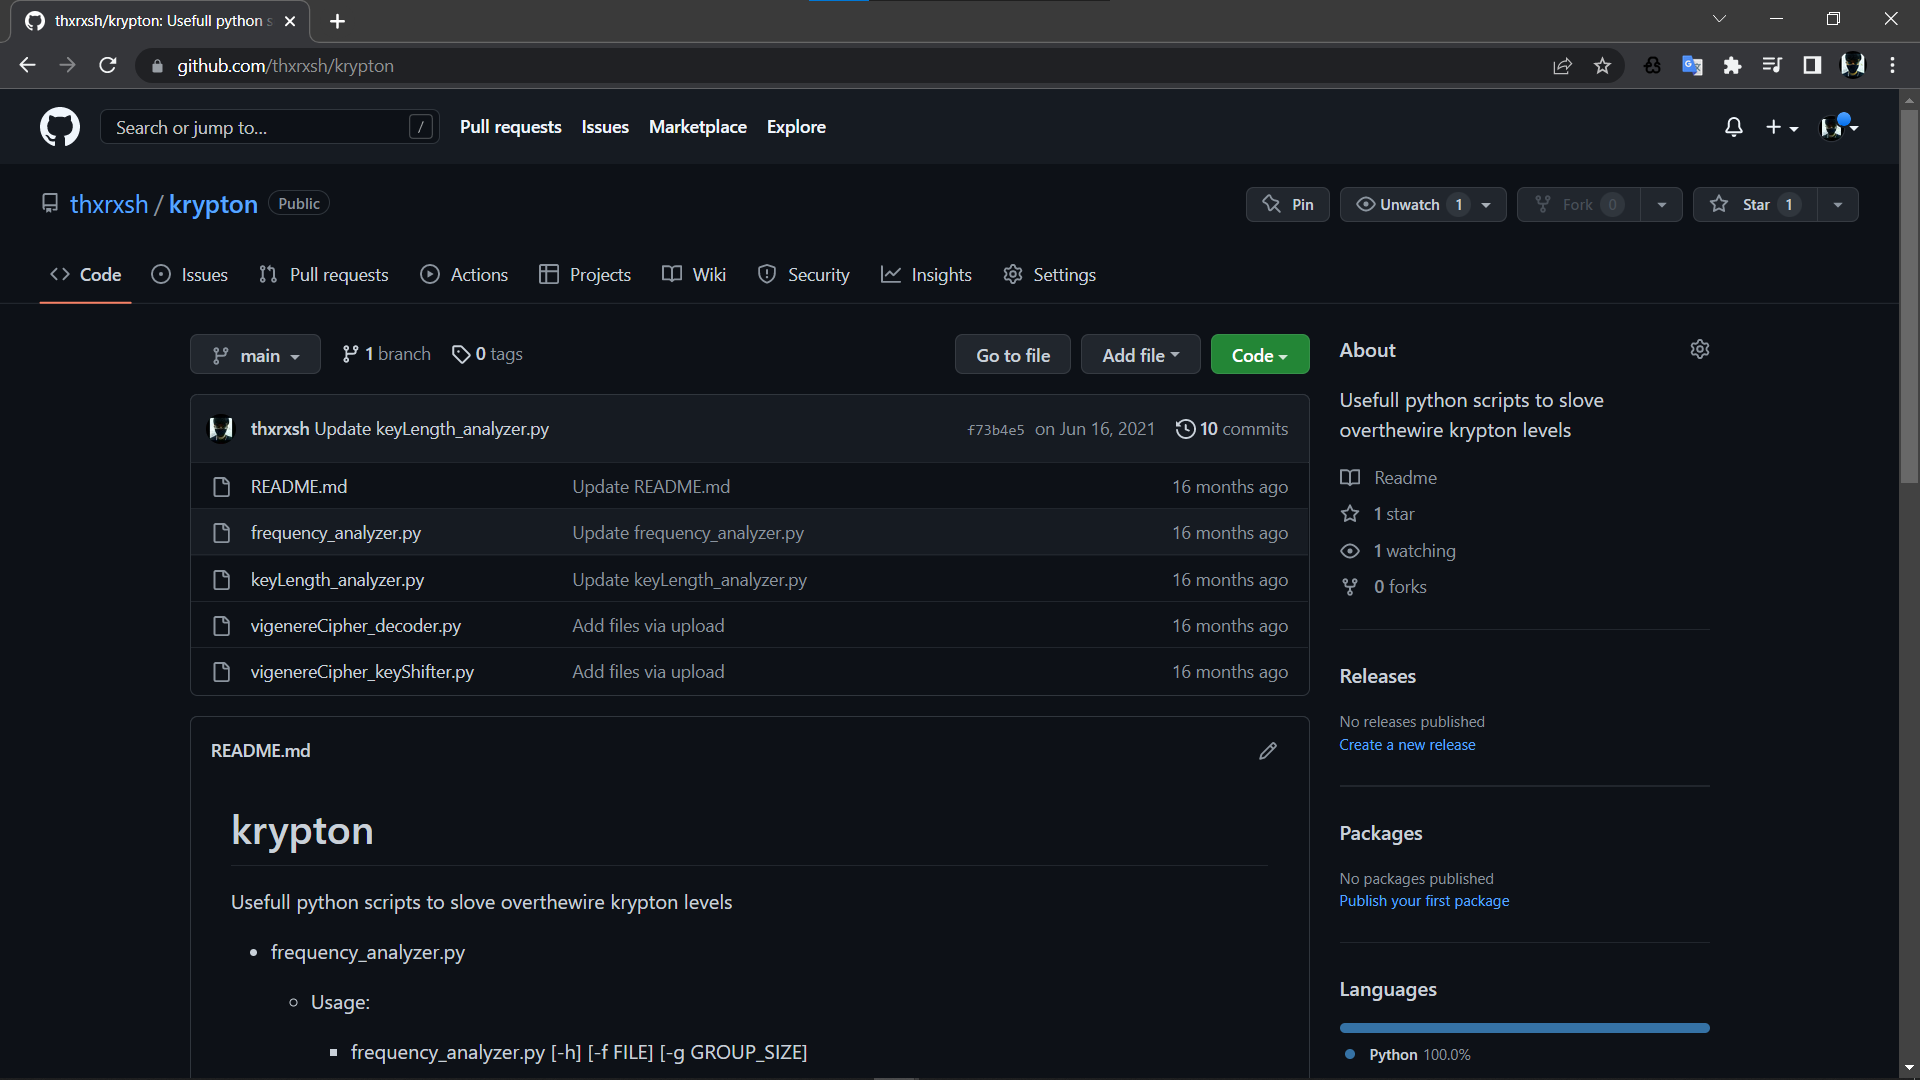 thxrxsh/krypton: Usefull python s
github.com/thxrxsh/krypton
Search or jump to... /
Pull requests Issues Marketplace Explore
thxrxsh / krypton Public
Pin Unwatch 1 Fork 0 Star 1
Code Issues Pull requests Actions Projects Wiki Security Insights Settings
main 1 branch 0 tags Go to file Add file Code
thxrxsh Update keyLength_analyzer.py f73b4e5 on Jun 16, 2021 10 commits
README.md Update README.md 16 months ago
frequency_analyzer.py Update frequency_analyzer.py 16 months ago
keyLength_analyzer.py Update keyLength_analyzer.py 16 months ago
vigenereCipher_decoder.py Add files via upload 16 months ago
vigenereCipher_keyShifter.py Add files via upload 16 months ago
README.md
krypton
Usefull python scripts to slove overthewire krypton levels
• frequency_analyzer.py
◦ Usage:
▪ frequency_analyzer.py [-h] [-f FILE] [-g GROUP_SIZE]
About
Usefull python scripts to slove
overthewire krypton levels
Readme
1 star
1 watching
0 forks
Releases
No releases published
Create a new release
Packages
No packages published
Publish your first package
Languages
Python 100.0%